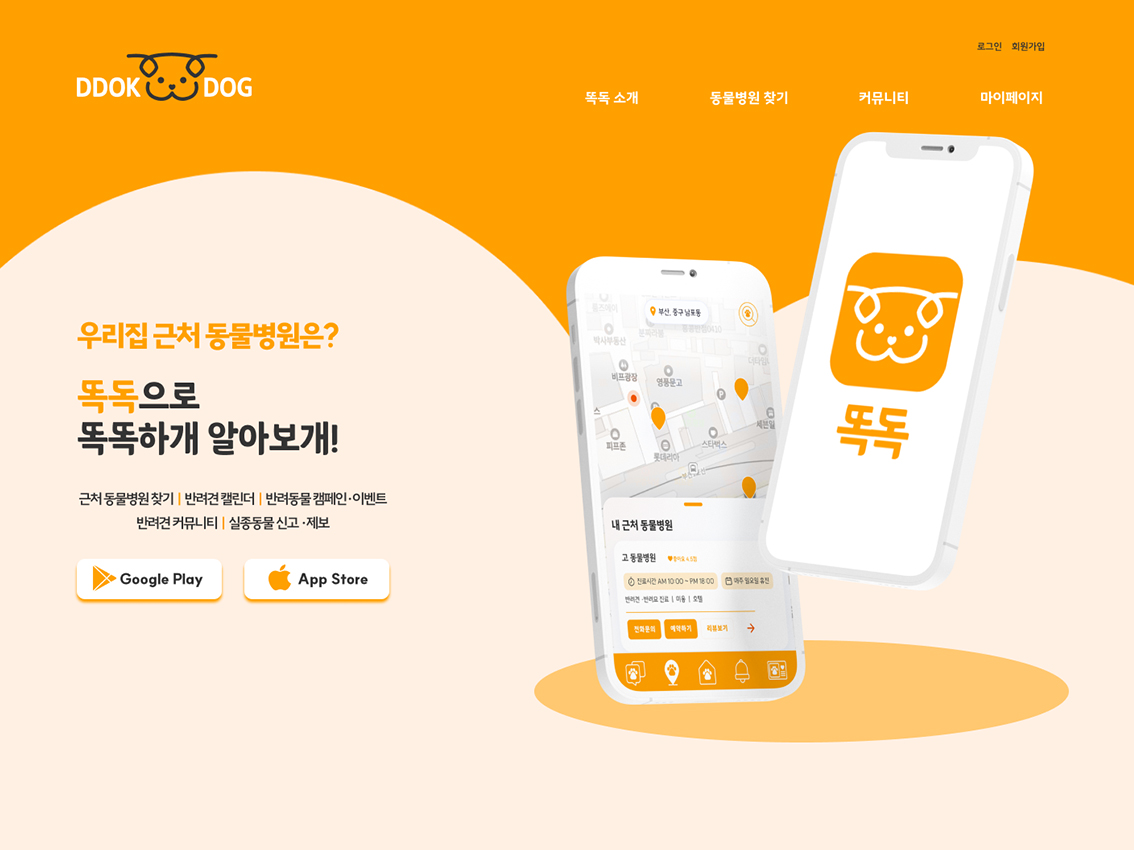 로그인 회원가입
DDOK DOG
똑독 소개 동물병원 찾기 커뮤니티 마이페이지
우리집 근처 동물병원은?
똑독으로
똑똑하개 알아보개!
근처 동물병원 찾기 | 반려견 캘린더 | 반려동물 캠페인·이벤트
반려견 커뮤니티 | 실종동물 신고 ·제보
Google Play
App Store
부산, 중구 남포동
박사부동산
비프광장
영풍문고
피프존
롯데리아
스타벅스
내 근처 동물병원
고 동물병원
진료시간 AM 10:00 ~ PM 18:00
매주 일요일 휴진
반려견·반려묘 진료 | 미용 | 호텔
전화문의
예약하기
리뷰보기
똑독